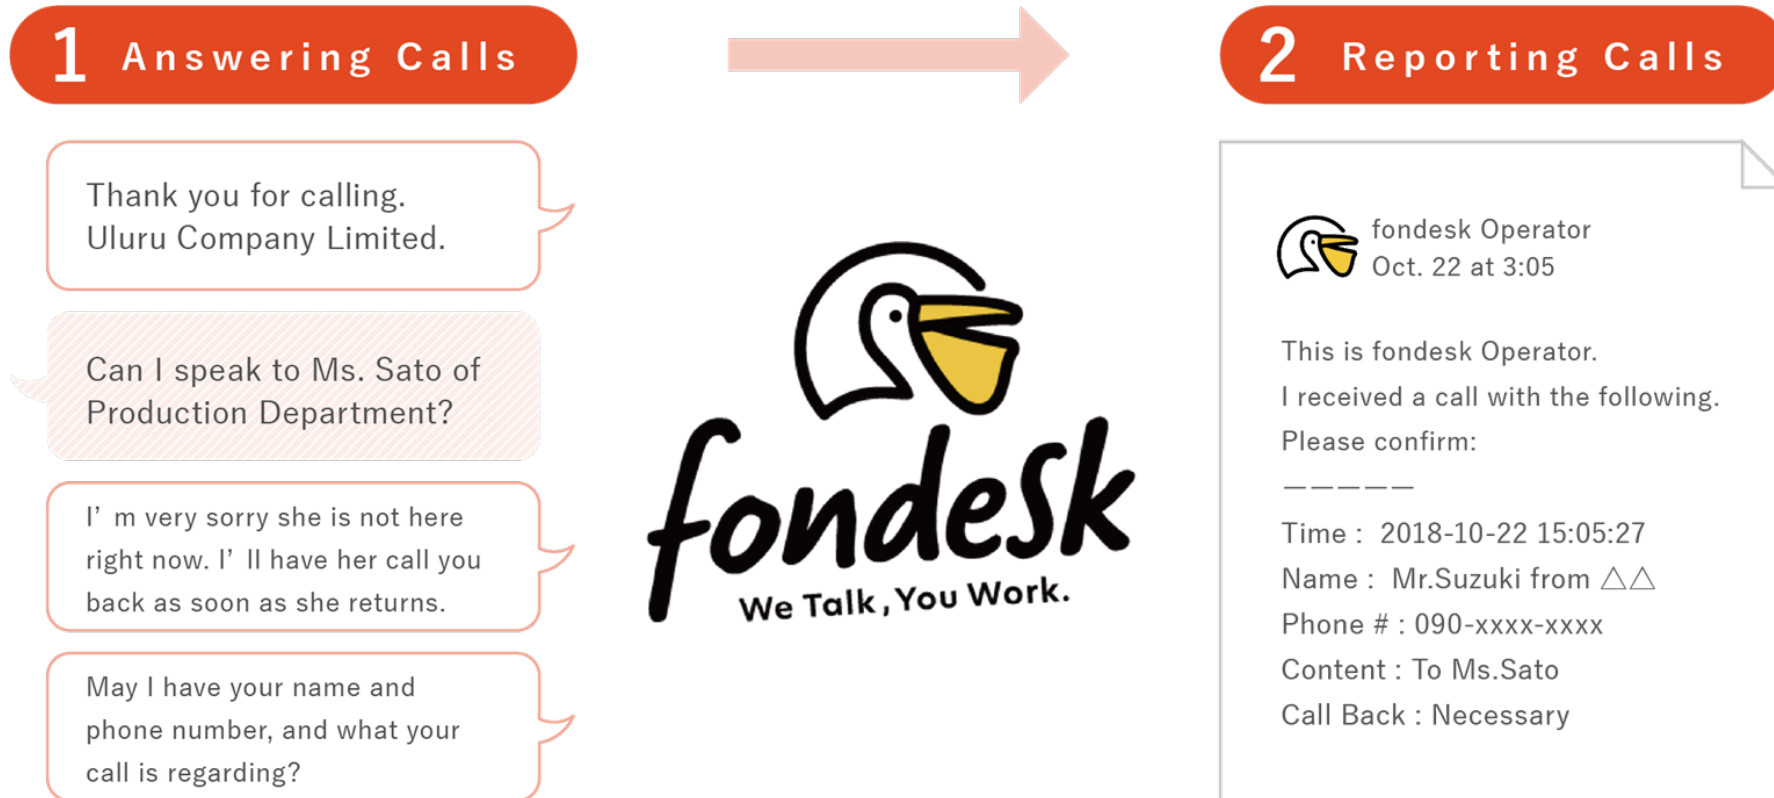 1 Answering Calls
Thank you for calling.
Uluru Company Limited.
Can I speak to Ms. Sato of
Production Department?
I’ m very sorry she is not here
right now. I’ ll have her call you
back as soon as she returns.
May I have your name and
phone number, and what your
call is regarding?
fondesk
We Talk, You Work.
2 Reporting Calls
fondesk Operator
Oct. 22 at 3:05
This is fondesk Operator.
I received a call with the following.
Please confirm:
—————
Time : 2018-10-22 15:05:27
Name : Mr.Suzuki from △△
Phone # : 090-xxxx-xxxx
Content : To Ms.Sato
Call Back : Necessary